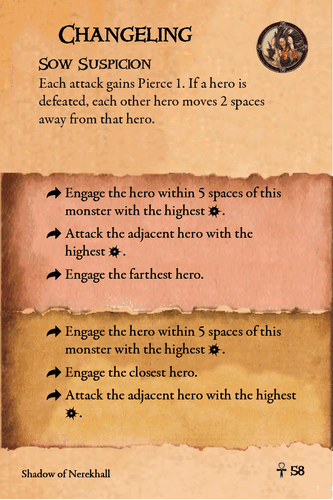 Changeling
Sow Suspicion
Each attack gains Pierce 1. If a hero is
defeated, each other hero moves 2 spaces
away from that hero.
Engage the hero within 5 spaces of this
monster with the highest .
Attack the adjacent hero with the
highest .
Engage the farthest hero.
Engage the hero within 5 spaces of this
monster with the highest .
Engage the closest hero.
Attack the adjacent hero with the highest
.
Shadow of Nerekhall
58